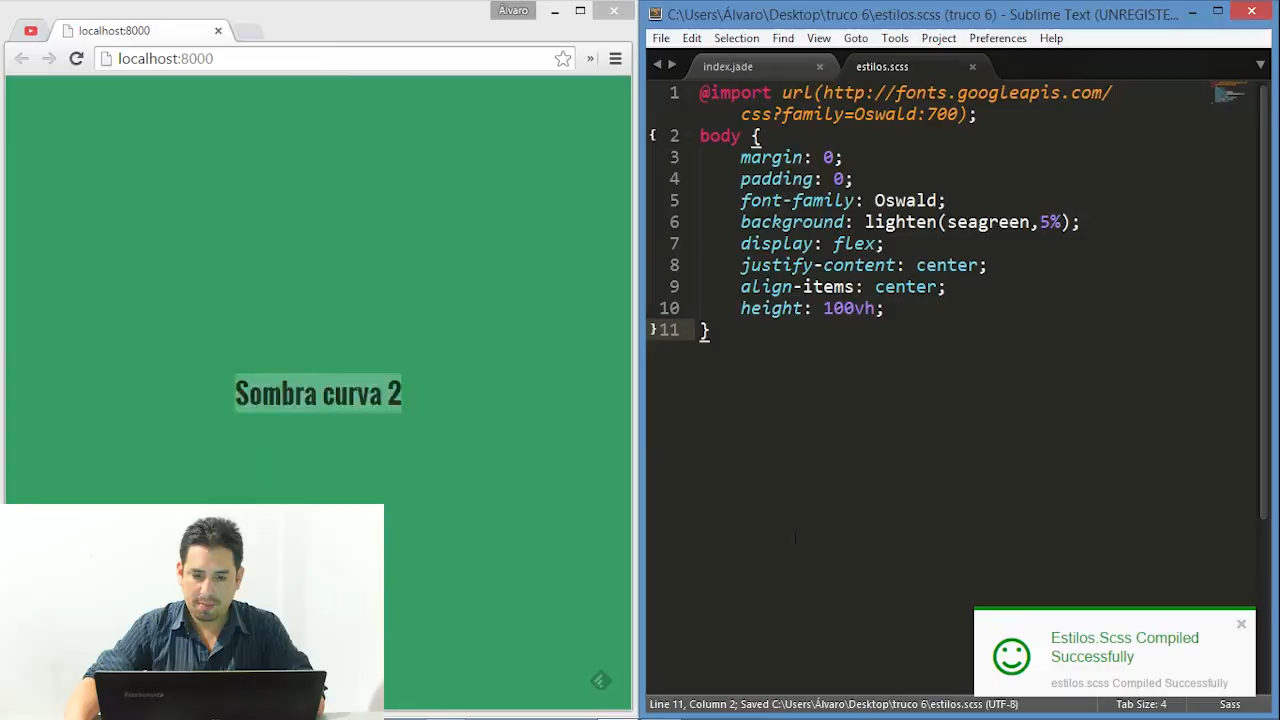 Álvaro
localhost:8000
localhost:8000
»
Sombra curva 2
C:\Users\Álvaro\Desktop\truco 6\estilos.scss (truco 6) - Sublime Text (UNREGISTE...
File Edit Selection Find View Goto Tools Project Preferences Help
index.jade estilos.scss
1 @import url(http://fonts.googleapis.com/
css?family=Oswald:700);
2 body {
3 margin: 0;
4 padding: 0;
5 font-family: Oswald;
6 background: lighten(seagreen,5%);
7 display: flex;
8 justify-content: center;
9 align-items: center;
10 height: 100vh;
11 }
Estilos.Scss Compiled
Successfully
estilos.scss Compiled Successfully
Line 11, Column 2; Saved C:\Users\Álvaro\Desktop\truco 6\estilos.scss (UTF-8) Tab Size: 4 Sass